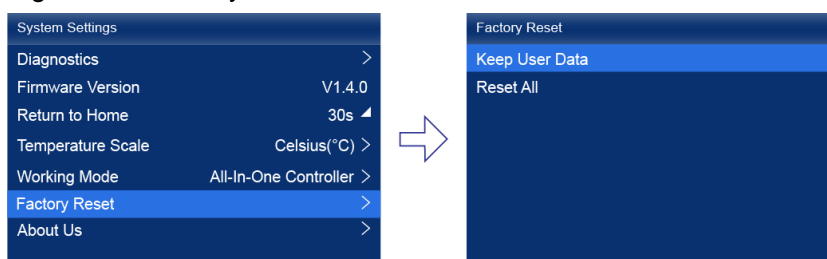 System Settings
Diagnostics >
Firmware Version V1.4.0
Return to Home 30s
Temperature Scale Celsius(°C) >
Working Mode All-In-One Controller >
Factory Reset >
About Us >
Factory Reset
Keep User Data
Reset All